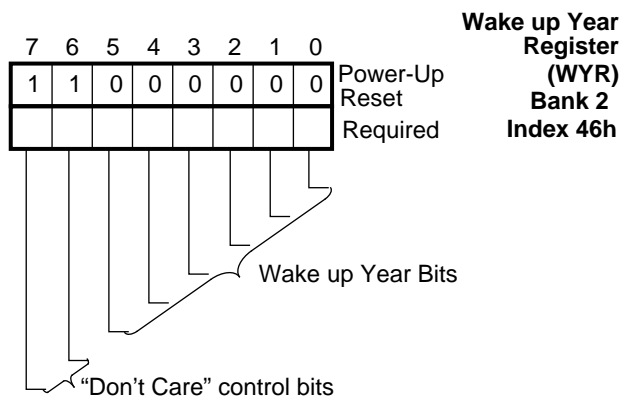 Wake up Year
Register
(WYR)
Bank 2
Index 46h
7 6 5 4 3 2 1 0
1 1 0 0 0 0 0 0
Power-Up
Reset
Required
Wake up Year Bits
“Don’t Care” control bits